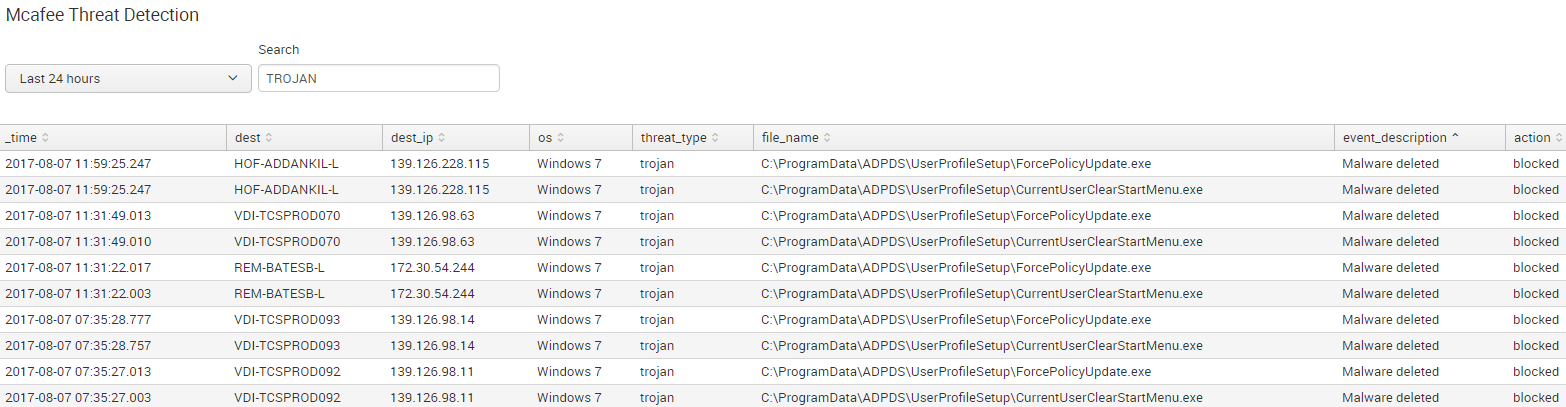 Mcafee Threat Detection
Search
Last 24 hours TROJAN
_time dest dest_ip os threat_type file_name event_description action
2017-08-07 11:59:25.247 HOF-ADDANKIL-L 139.126.228.115 Windows 7 trojan C:\ProgramData\ADPDS\UserProfileSetup\ForcePolicyUpdate.exe Malware deleted blocked
2017-08-07 11:59:25.247 HOF-ADDANKIL-L 139.126.228.115 Windows 7 trojan C:\ProgramData\ADPDS\UserProfileSetup\CurrentUserClearStartMenu.exe Malware deleted blocked
2017-08-07 11:31:49.013 VDI-TCSPROD070 139.126.98.63 Windows 7 trojan C:\ProgramData\ADPDS\UserProfileSetup\ForcePolicyUpdate.exe Malware deleted blocked
2017-08-07 11:31:49.010 VDI-TCSPROD070 139.126.98.63 Windows 7 trojan C:\ProgramData\ADPDS\UserProfileSetup\CurrentUserClearStartMenu.exe Malware deleted blocked
2017-08-07 11:31:22.017 REM-BATESB-L 172.30.54.244 Windows 7 trojan C:\ProgramData\ADPDS\UserProfileSetup\ForcePolicyUpdate.exe Malware deleted blocked
2017-08-07 11:31:22.003 REM-BATESB-L 172.30.54.244 Windows 7 trojan C:\ProgramData\ADPDS\UserProfileSetup\CurrentUserClearStartMenu.exe Malware deleted blocked
2017-08-07 07:35:28.777 VDI-TCSPROD093 139.126.98.14 Windows 7 trojan C:\ProgramData\ADPDS\UserProfileSetup\ForcePolicyUpdate.exe Malware deleted blocked
2017-08-07 07:35:28.757 VDI-TCSPROD093 139.126.98.14 Windows 7 trojan C:\ProgramData\ADPDS\UserProfileSetup\CurrentUserClearStartMenu.exe Malware deleted blocked
2017-08-07 07:35:27.013 VDI-TCSPROD092 139.126.98.11 Windows 7 trojan C:\ProgramData\ADPDS\UserProfileSetup\ForcePolicyUpdate.exe Malware deleted blocked
2017-08-07 07:35:27.003 VDI-TCSPROD092 139.126.98.11 Windows 7 trojan C:\ProgramData\ADPDS\UserProfileSetup\CurrentUserClearStartMenu.exe Malware deleted blocked